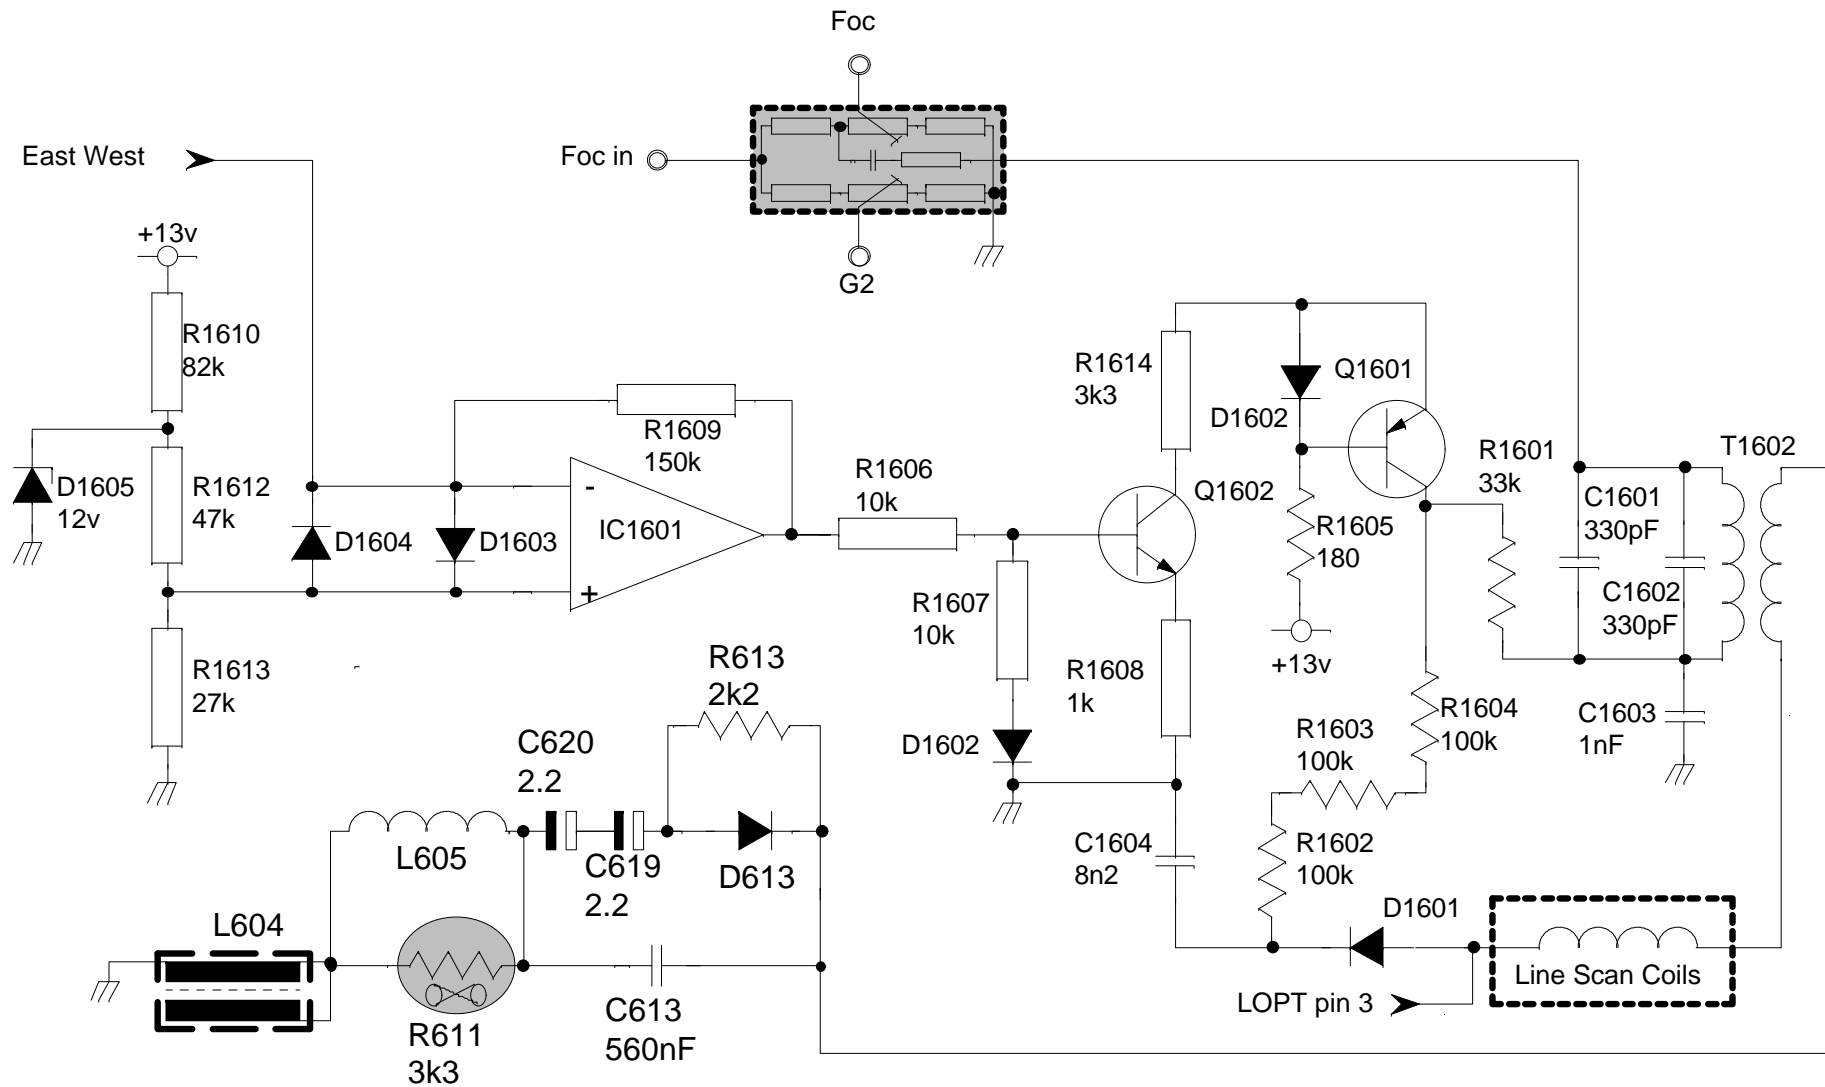 Foc
East West
Foc in
+13v
G2
R1610
82k
R1614
3k3
Q1601
D1602
R1609
150k
R1606
10k
R1601
33k
T1602
D1605
12v
R1612
47k
-
IC1601
Q1602
C1601
330pF
D1604
D1603
R1605
180
+
R1607
10k
C1602
330pF
R1613
27k
R613
2k2
R1608
1k
+13v
C620
2.2
D1602
R1603
100k
R1604
100k
C1603
1nF
L605
C619
2.2
D613
C1604
8n2
R1602
100k
L604
D1601
Line Scan Coils
LOPT pin 3
R611
3k3
C613
560nF